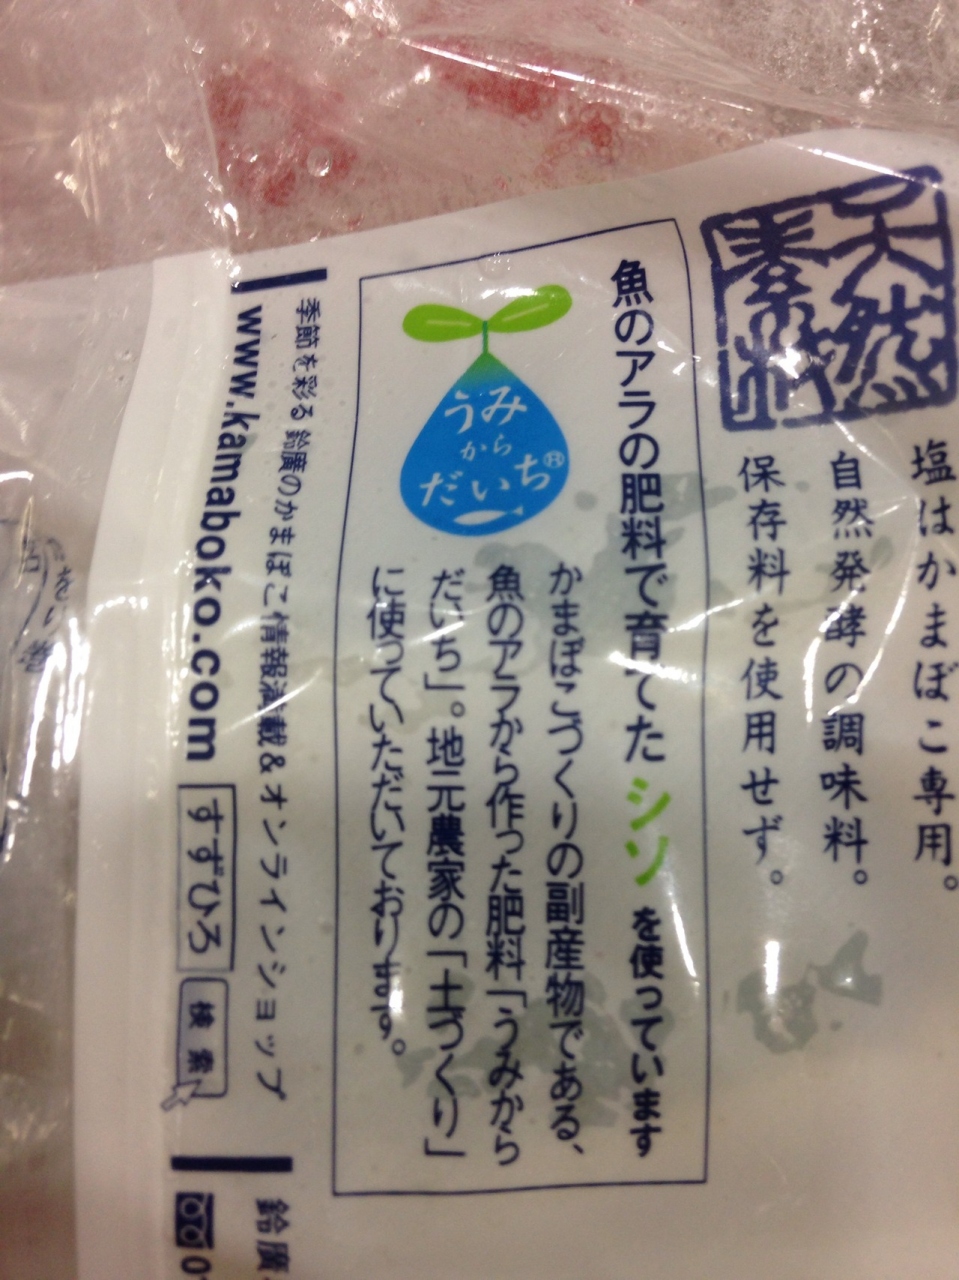 天然
素材
塩はかまぼこ専用。
自然発酵の調味料。
保存料を使用せず。
魚のアラの肥料で育てたシソを使っています
うみ
から
だいち®
かまぼこづくりの副産物である、
魚のアラから作った肥料「うみから
だいち」。地元農家の「土づくり」
に使っていただいております。
季節を彩る鈴廣のかまぼこ情報満載&オンラインショップ
www.kamaboko.com
すずひろ
検索
鈴廣